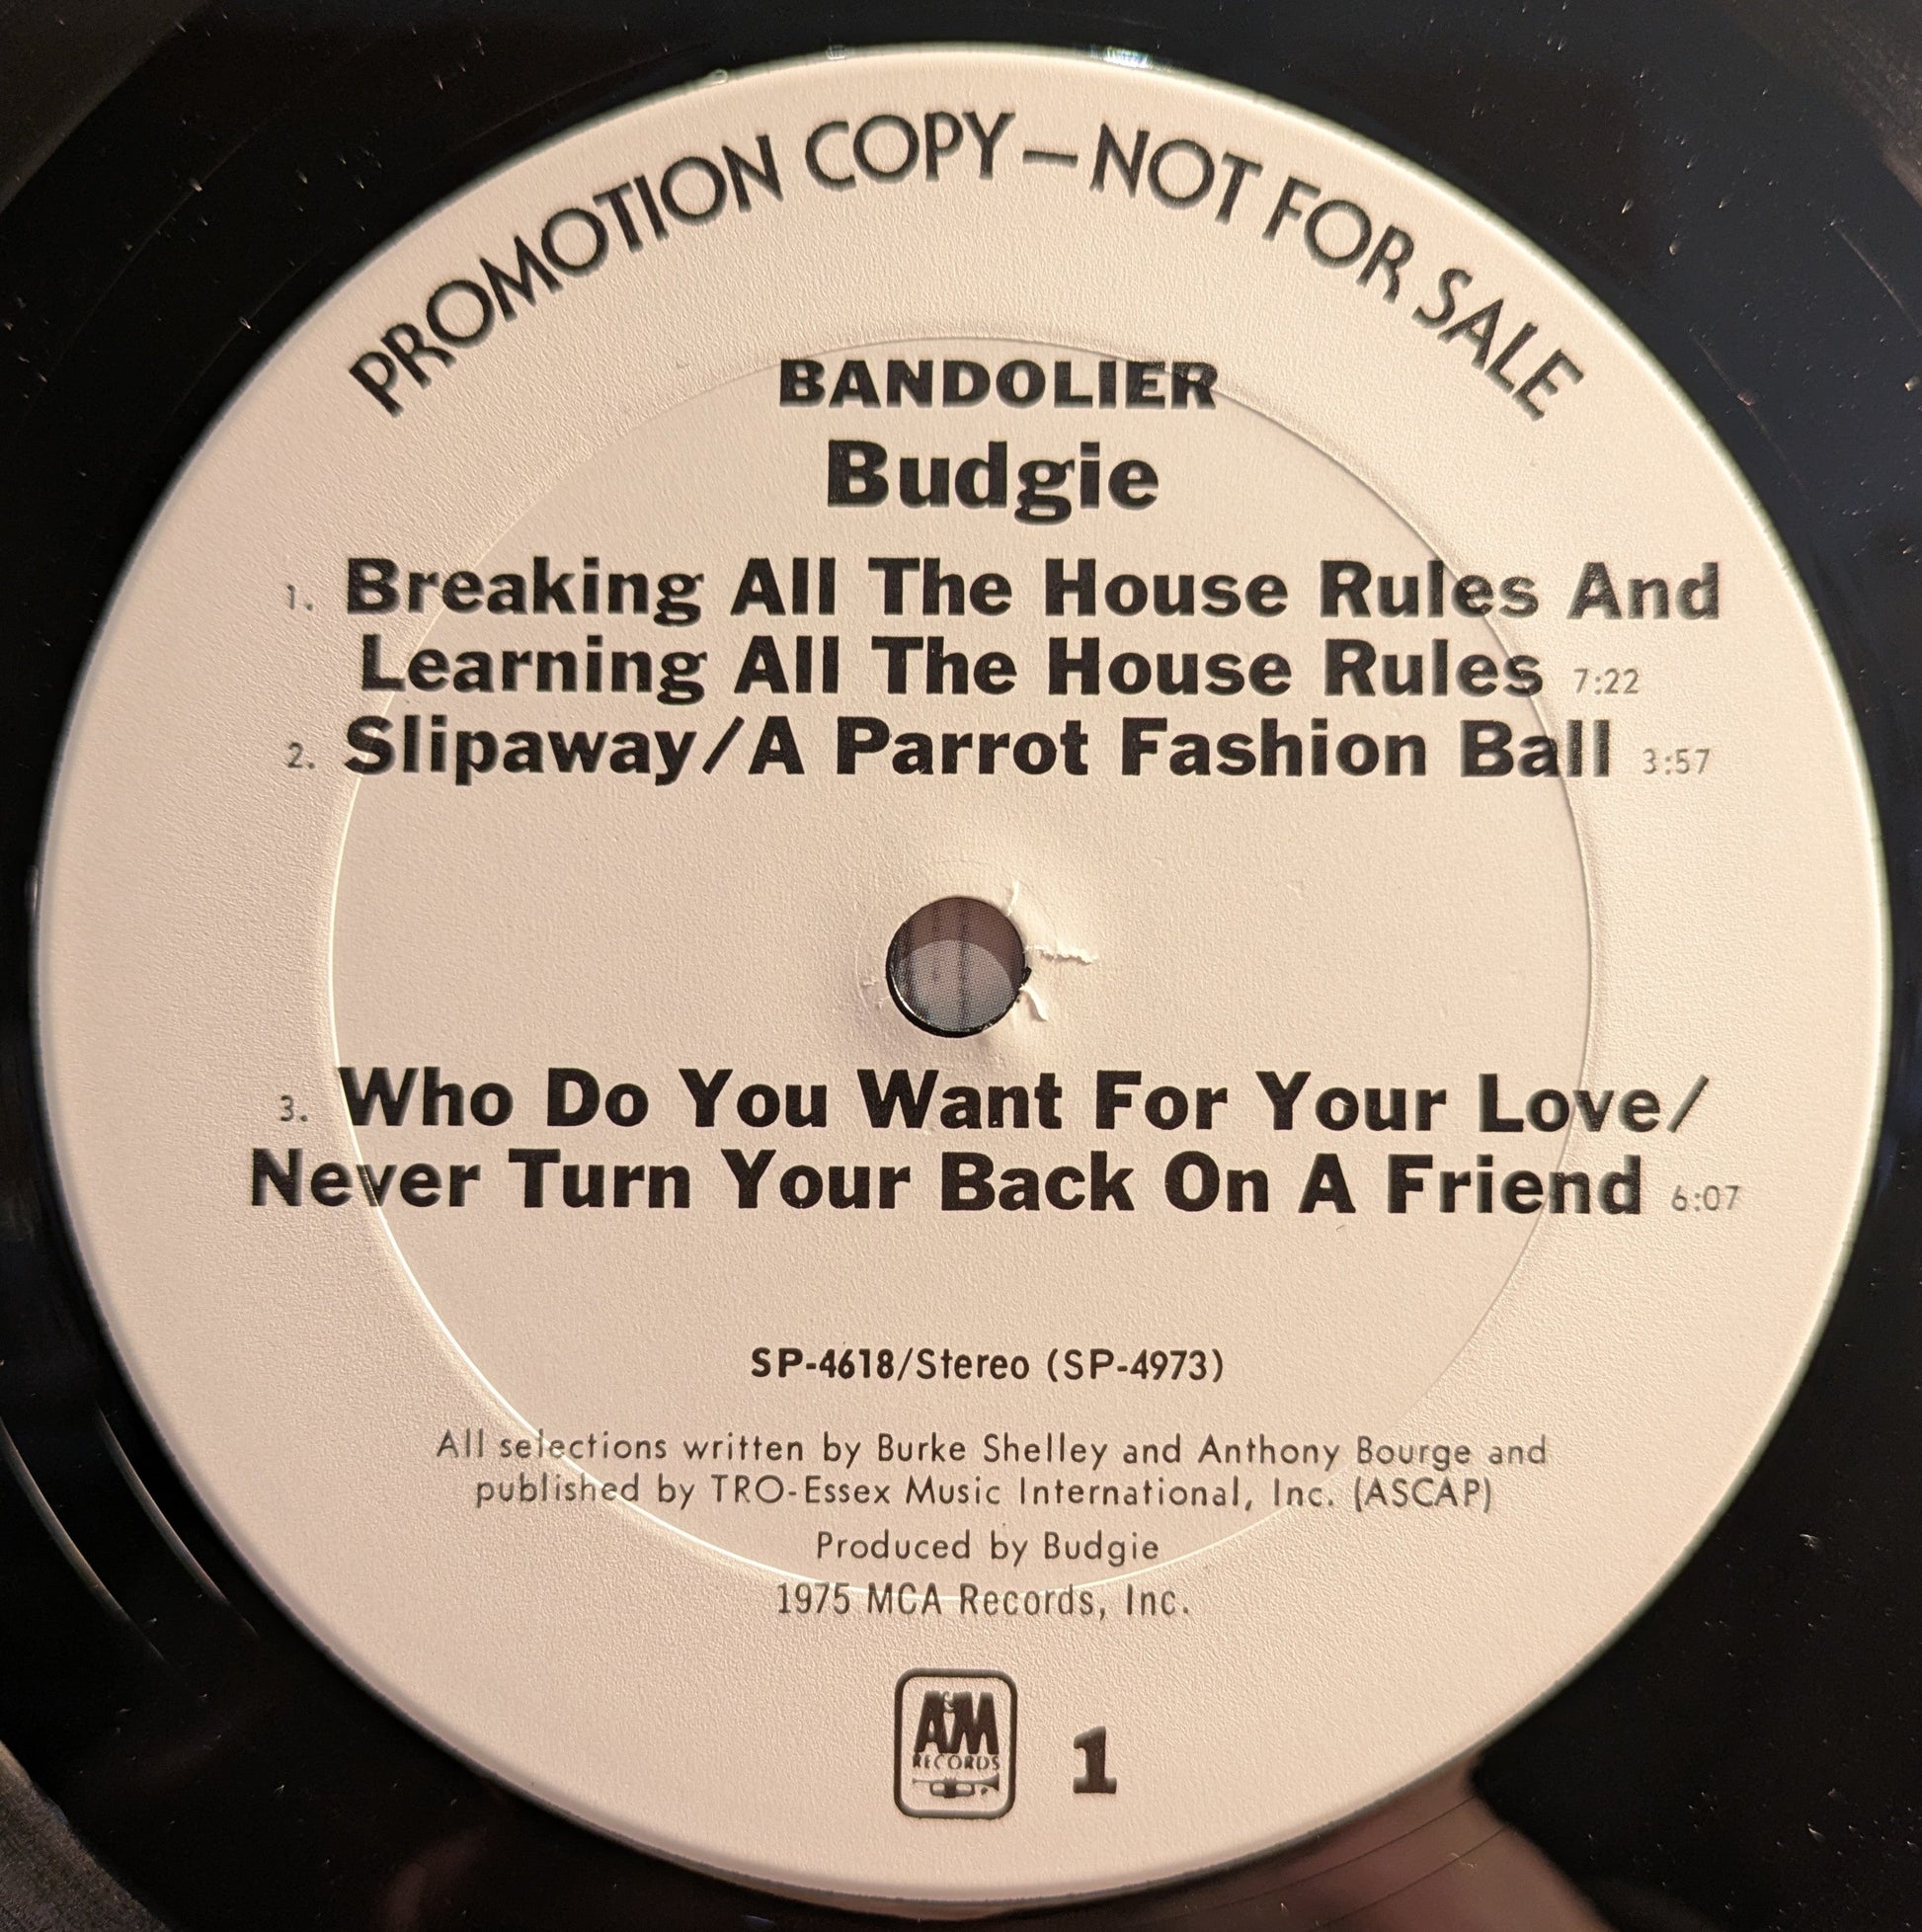 PROMOTION COPY — NOT FOR SALE
BANDOLIER
Budgie
1. Breaking All The House Rules And
Learning All The House Rules 7:22
2. Slipaway/A Parrot Fashion Ball 3:57
3. Who Do You Want For Your Love/
Never Turn Your Back On A Friend 6:07
SP-4618/Stereo (SP-4973)
All selections written by Burke Shelley and Anthony Bourge and
published by TRO-Essex Music International, Inc. (ASCAP)
Produced by Budgie
1975 MCA Records, Inc.
A&M
RECORDS
1